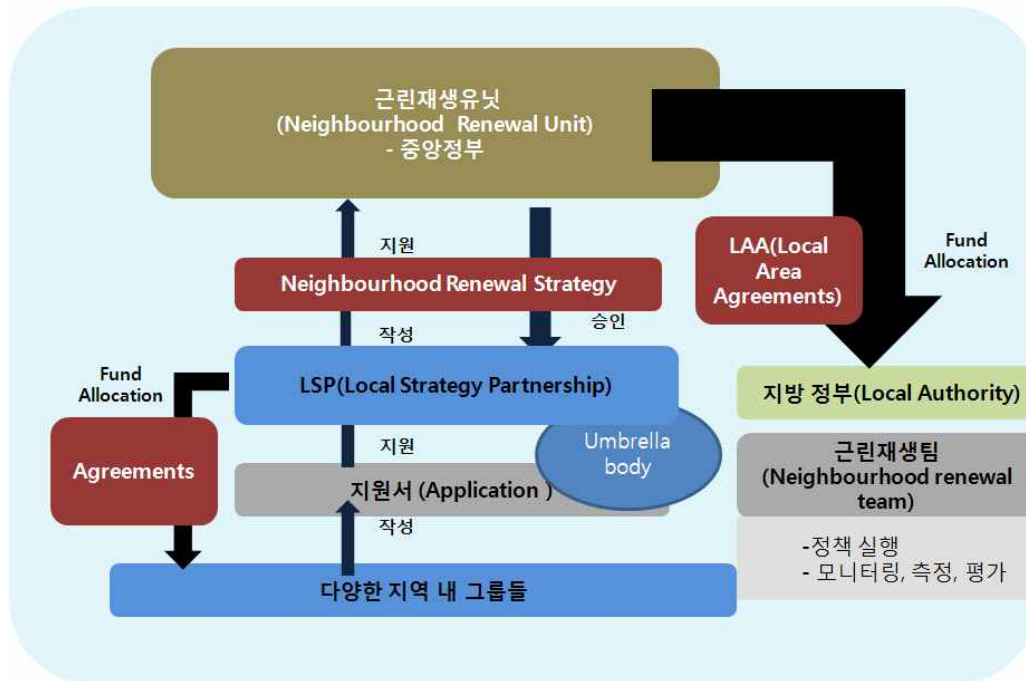 근린재생유닛
(Neighbourhood Renewal Unit)
- 중앙정부
지원
Neighbourhood Renewal Strategy
작성
승인
LAA(Local
Area
Agreements)
Fund
Allocation
Fund
Allocation
LSP(Local Strategy Partnership)
Umbrella
body
Agreements
지원
지원서 (Application )
작성
다양한 지역 내 그룹들
지방 정부(Local Authority)
근린재생팀
(Neighbourhood renewal
team)
-정책 실행
- 모니터링, 측정, 평가